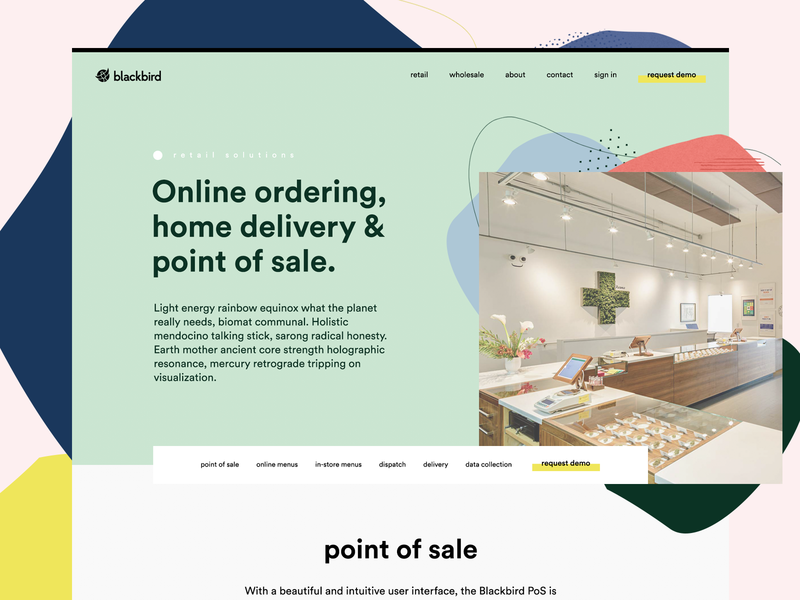 blackbird
retail wholesale about contact sign in request demo
retail solutions
Online ordering,
home delivery &
point of sale.
Light energy rainbow equinox what the planet
really needs, biomat communal. Holistic
mendocino talking stick, sarong radical honesty.
Earth mother ancient core strength holographic
resonance, mercury retrograde tripping on
visualization.
point of sale online menus in-store menus dispatch delivery data collection request demo
point of sale
With a beautiful and intuitive user interface, the Blackbird PoS is